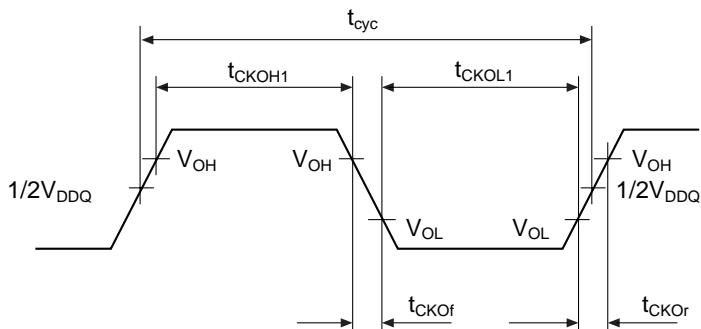 tcyc
tCKOH1 tCKOL1
VOH VOH VOH
1/2VDDQ 1/2VDDQ
VOL VOL
tCKOf tCKOr